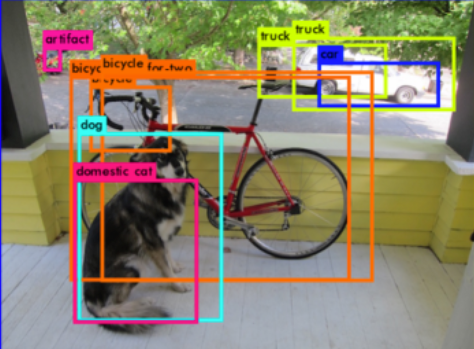 artifact
truck
truck
car
bicycle
for-two
bicycle
dog
domestic cat